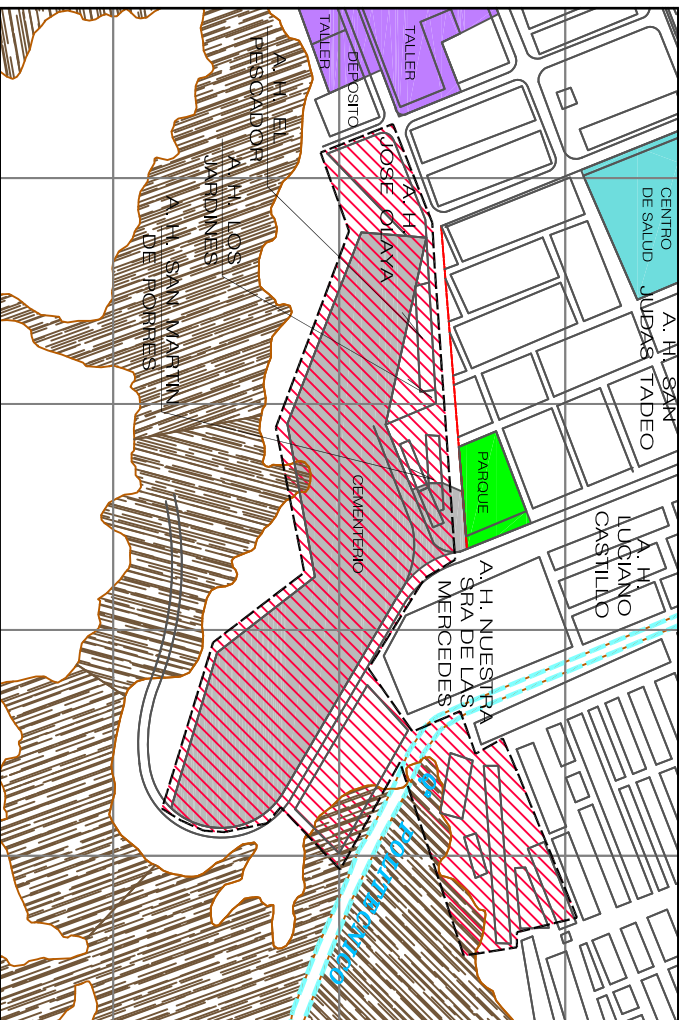 TALLER
TALLER
DEPOSITO
A. H. EL
PESCADOR
A. H.
JOSE OLAYA
A. H. LOS
JARDINES
A. H. SAN MARTIN
DE PORRES
CENTRO
DE SALUD
A. H. SAN
JUDAS TADEO
PARQUE
CEMENTERIO
A. H.
LUCIANO
CASTILLO
A. H. NUESTRA
SRA DE LAS
MERCEDES
POLITECNICO